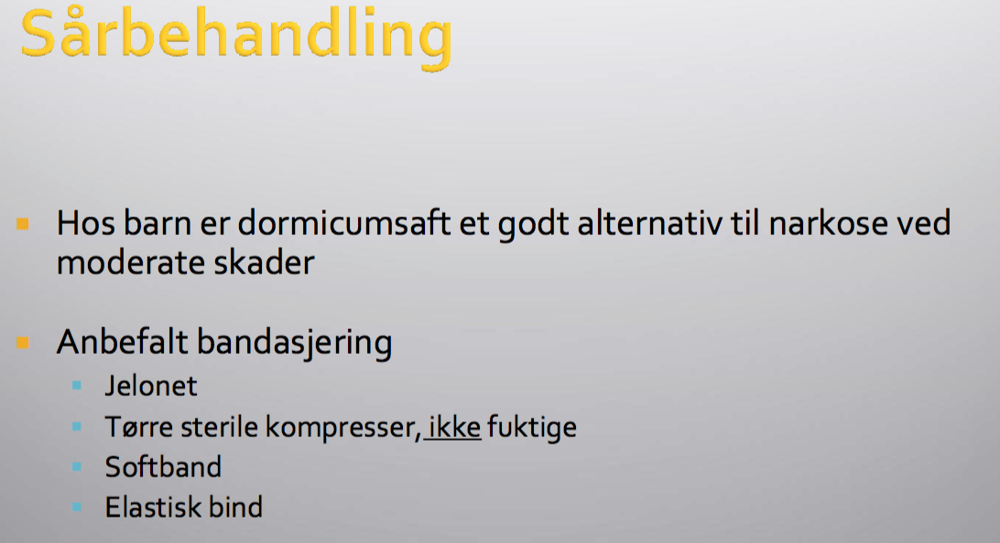 Sårbehandling
Hos barn er dormicumsaft et godt alternativ til narkose ved
moderate skader
Anbefalt bandasjering
Jelonet
Tørre sterile kompresser, ikke fuktige
Softband
Elastisk bind